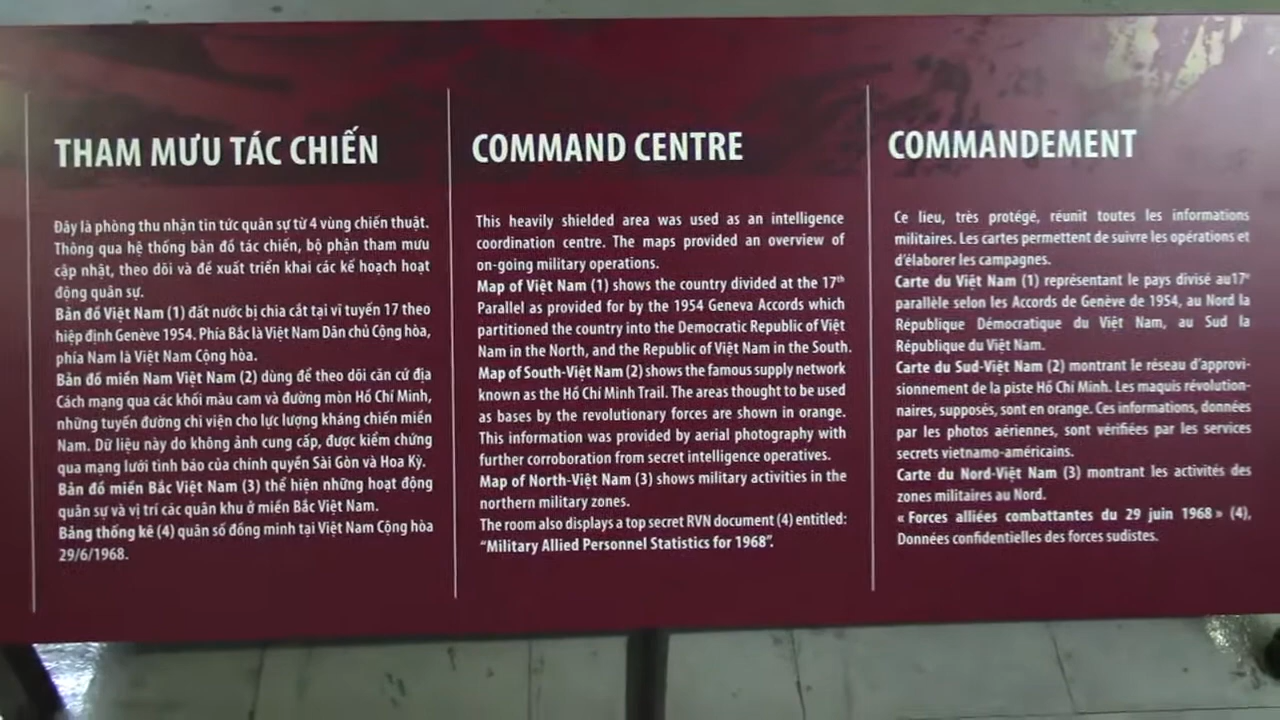 THAM MƯU TÁC CHIẾN
Đây là phòng thu nhận tin tức quân sự từ 4 vùng chiến thuật.
Thông qua hệ thống bản đồ tác chiến, bộ phận tham mưu
cập nhật, theo dõi và đề xuất triển khai các kế hoạch hoạt
động quân sự.
Bản đồ Việt Nam (1) đất nước bị chia cắt tại vĩ tuyến 17 theo
hiệp định Genève 1954. Phía Bắc là Việt Nam Dân chủ Cộng hòa,
phía Nam là Việt Nam Cộng hòa.
Bản đồ miền Nam Việt Nam (2) dùng để theo dõi căn cứ địa
Cách mạng qua các khối màu cam và đường mòn Hồ Chí Minh,
những tuyến đường chi viện cho lực lượng kháng chiến miền
Nam. Dữ liệu này do không ảnh cung cấp, được kiểm chứng
qua mạng lưới tình báo của chính quyền Sài Gòn và Hoa Kỳ.
Bản đồ miền Bắc Việt Nam (3) thể hiện những hoạt động
quân sự và vị trí các quân khu ở miền Bắc Việt Nam.
Bảng thống kê (4) quân số đồng minh tại Việt Nam Cộng hòa
29/6/1968.
COMMAND CENTRE
This heavily shielded area was used as an intelligence
coordination centre. The maps provided an overview of
on-going military operations.
Map of Việt Nam (1) shows the country divided at the 17th
Parallel as provided for by the 1954 Geneva Accords which
partitioned the country into the Democratic Republic of Việt
Nam in the North, and the Republic of Việt Nam in the South.
Map of South-Việt Nam (2) shows the famous supply network
known as the Hồ Chí Minh Trail. The areas thought to be used
as bases by the revolutionary forces are shown in orange.
This information was provided by aerial photography with
further corroboration from secret intelligence operatives.
Map of North-Việt Nam (3) shows military activities in the
northern military zones.
The room also displays a top secret RVN document (4) entitled:
“Military Allied Personnel Statistics for 1968”.
COMMANDEMENT
Ce lieu, très protégé, réunit toutes les informations
militaires. Les cartes permettent de suivre les opérations et
d’élaborer les campagnes.
Carte du Việt Nam (1) représentant le pays divisé au17e
parallèle selon les Accords de Genève de 1954, au Nord la
République Démocratique du Việt Nam, au Sud la
République du Việt Nam.
Carte du Sud-Việt Nam (2) montrant le réseau d’approvi-
sionnement de la piste Hồ Chí Minh. Les maquis révolution-
naires, supposés, sont en orange. Ces informations, données
par les photos aériennes, sont vérifiées par les services
secrets vietnamo-américains.
Carte du Nord-Việt Nam (3) montrant les activités des
zones militaires au Nord.
« Forces alliées combattantes du 29 juin 1968 » (4),
Données confidentielles des forces sudistes.